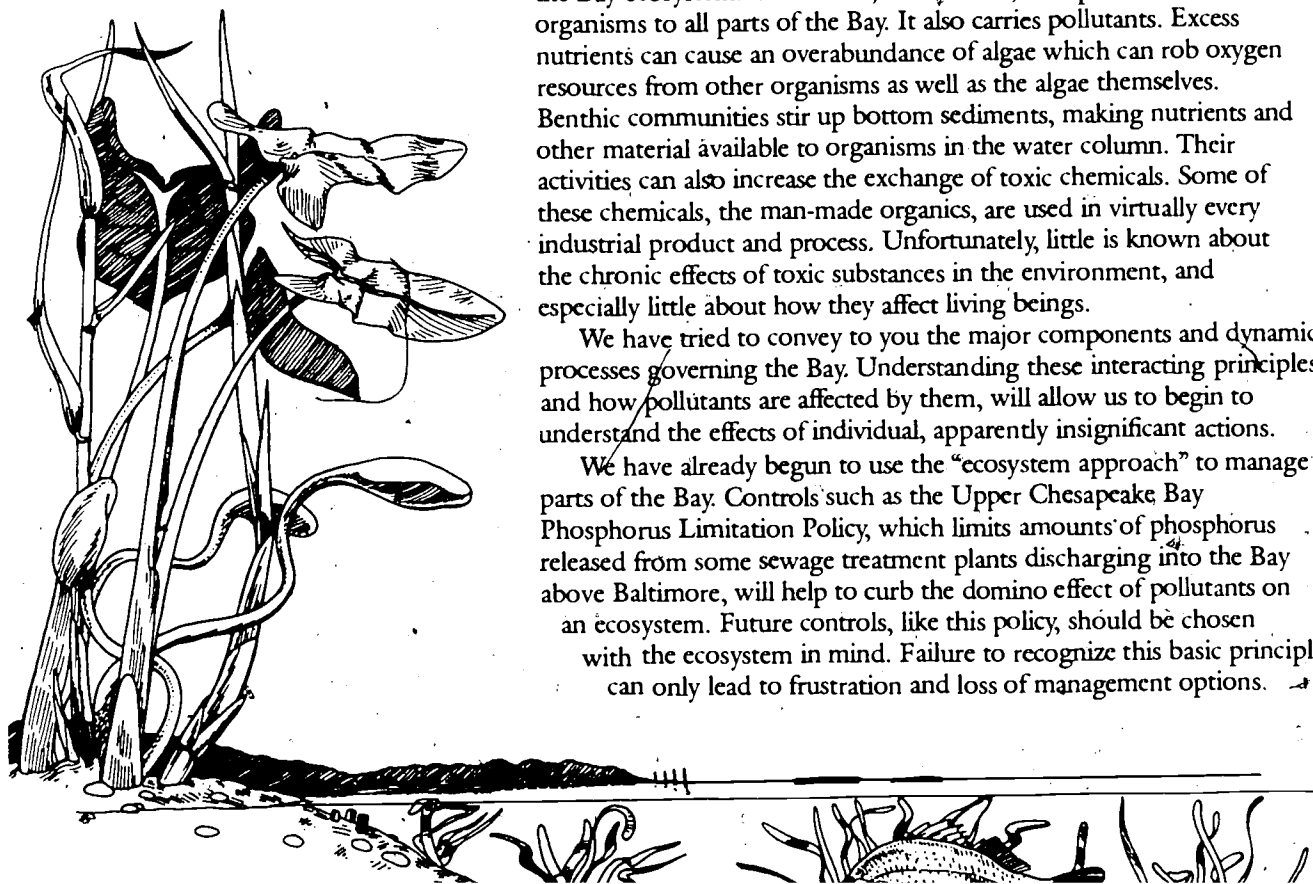 organisms to all parts of the Bay. It also carries pollutants. Excess
nutrients can cause an overabundance of algae which can rob oxygen
resources from other organisms as well as the algae themselves.
Benthic communities stir up bottom sediments, making nutrients and
other material available to organisms in the water column. Their
activities can also increase the exchange of toxic chemicals. Some of
these chemicals, the man-made organics, are used in virtually every
industrial product and process. Unfortunately, little is known about
the chronic effects of toxic substances in the environment, and
especially little about how they affect living beings.
We have tried to convey to you the major components and dynamic
processes governing the Bay. Understanding these interacting principles
and how pollutants are affected by them, will allow us to begin to
understand the effects of individual, apparently insignificant actions.
We have already begun to use the “ecosystem approach” to manage
parts of the Bay. Controls such as the Upper Chesapeake Bay
Phosphorus Limitation Policy, which limits amounts of phosphorus
released from some sewage treatment plants discharging into the Bay
above Baltimore, will help to curb the domino effect of pollutants on
an ecosystem. Future controls, like this policy, should be chosen
with the ecosystem in mind. Failure to recognize this basic principl
can only lead to frustration and loss of management options.